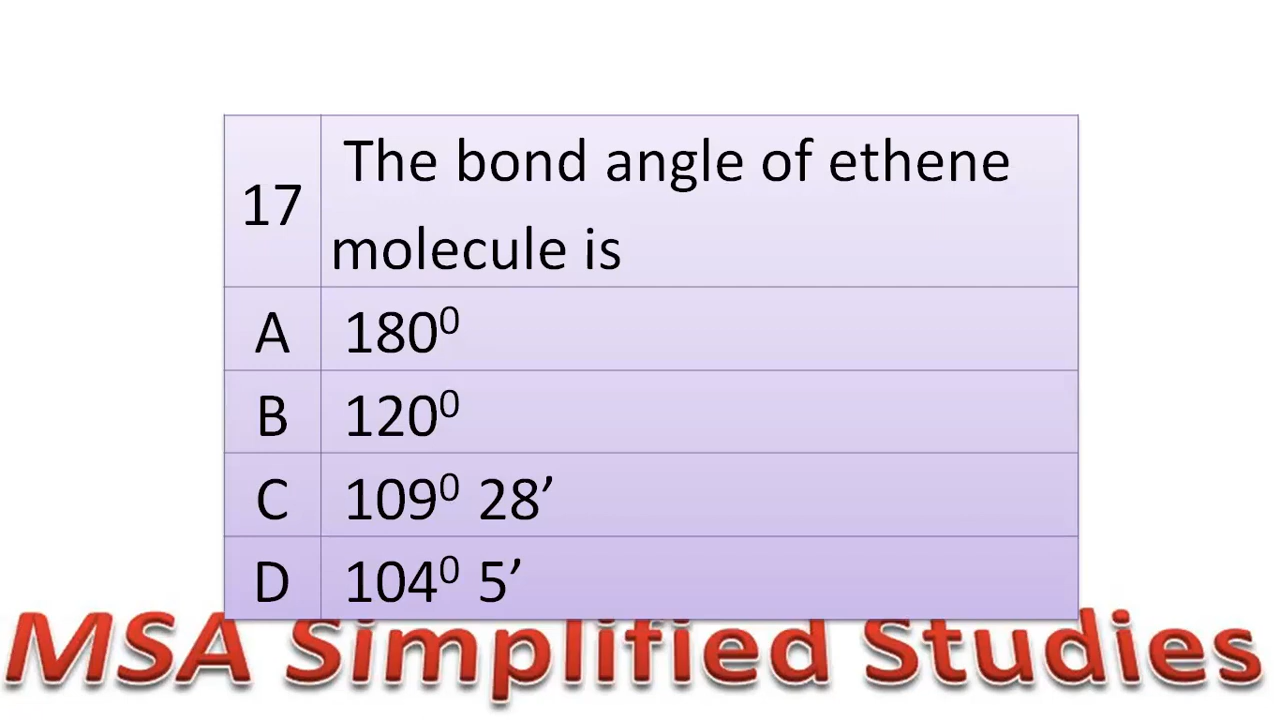 17 The bond angle of ethene
molecule is
A 180⁰
B 120⁰
C 109⁰ 28’
D 104⁰ 5’
MSA Simplified Studies